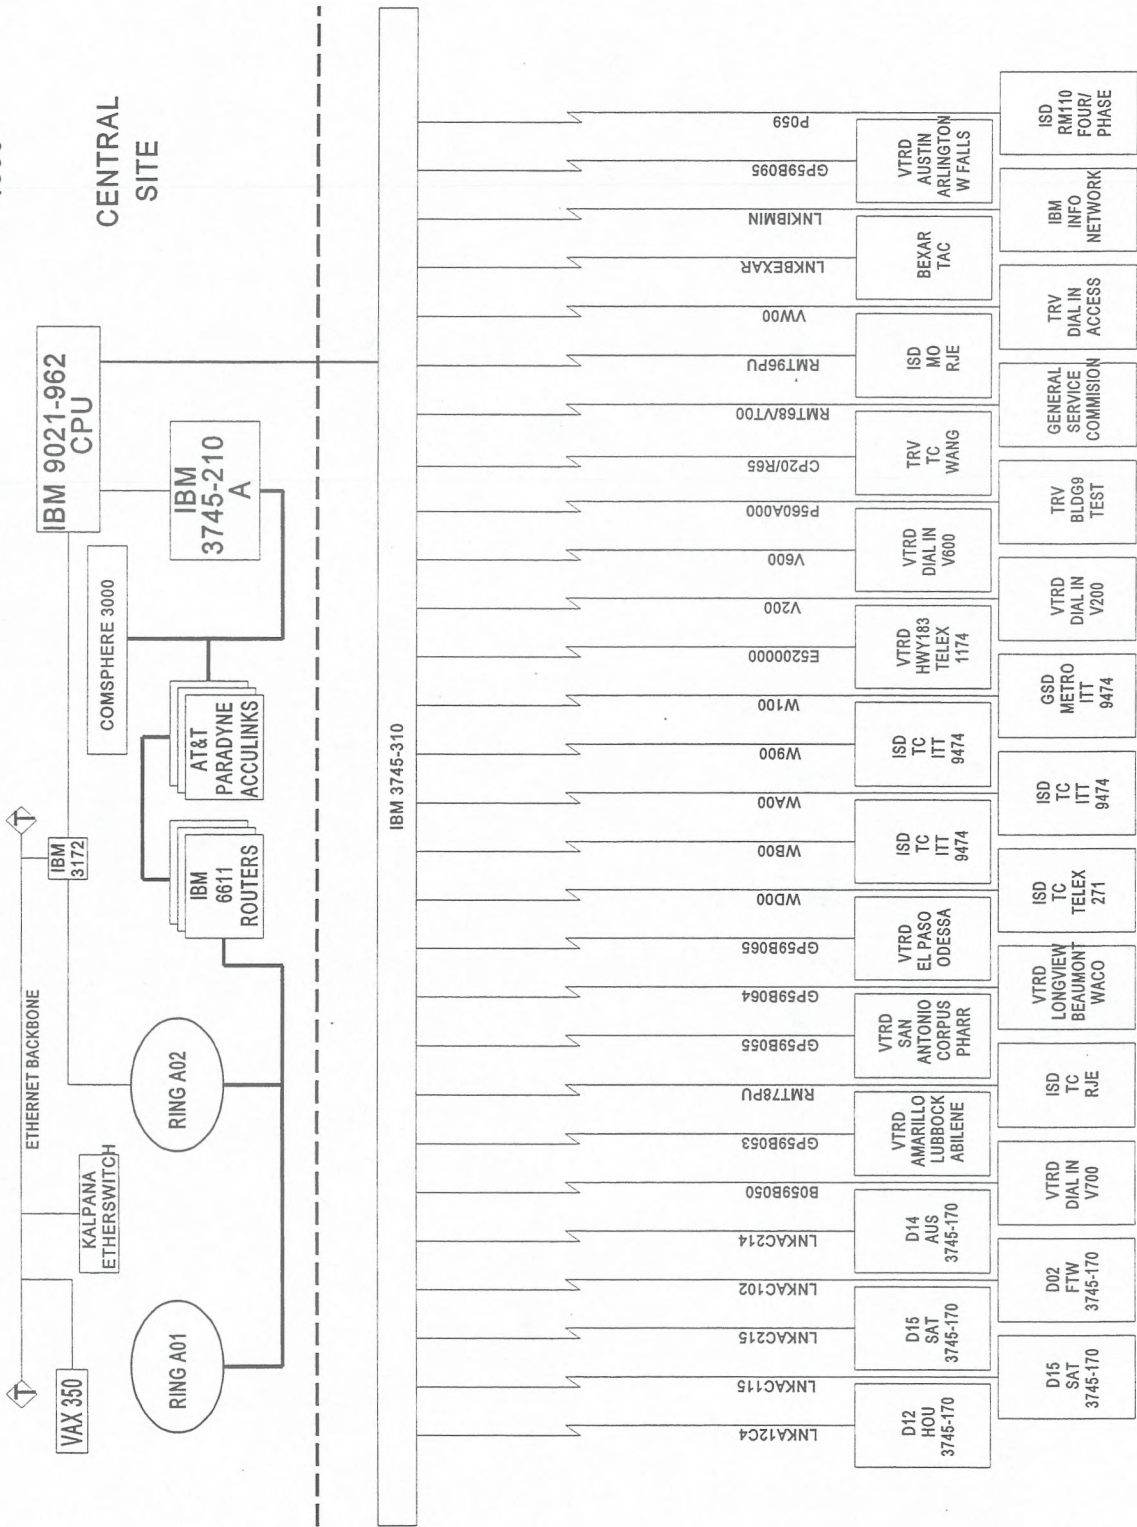 CENTRAL
SITE
IBM 9021-962
CPU
IBM
3745-210
A
COMSPHERE 3000
AT&T
PARADYNE
ACCULINKS
IBM
6611
ROUTERS
IBM
3172
T
ETHERNET BACKBONE
RING A02
KALPANA
ETHERSWITCH
RING A01
VAX 350
T
IBM 3745-310
LNKA12C4
LNKAC115
LNKAC215
LNKAC102
LNKAC214
B059B050
GP59B053
RMT78PU
GP59B055
GP59B064
GP59B065
WD00
WB00
WA00
W900
W100
E5200000
V200
V600
P560A000
CP20/R65
RMT68/VT00
RMT96PU
VW00
LNKBEXAR
LNKIBMIN
GP59B095
P059
D12
HOU
3745-170
D15
SAT
3745-170
D14
AUS
3745-170
VTRD
AMARILLO
LUBBOCK
ABILENE
VTRD
SAN
ANTONIO
CORPUS
PHARR
VTRD
EL PASO
ODESSA
ISD
TC
ITT
9474
ISD
TC
ITT
9474
VTRD
HWY183
TELEX
1174
VTRD
DIAL IN
V600
TRV
TC
WANG
ISD
MO
RJE
BEXAR
TAC
VTRD
AUSTIN
ARLINGTON
W FALLS
D15
SAT
3745-170
D02
FTW
3745-170
VTRD
DIAL IN
V700
ISD
TC
RJE
VTRD
LONGVIEW
BEAUMONT
WACO
ISD
TC
TELEX
271
ISD
TC
ITT
9474
GSD
METRO
ITT
9474
VTRD
DIAL IN
V200
TRV
BLDG9
TEST
GENERAL
SERVICE
COMMISION
TRV
DIAL IN
ACCESS
IBM
INFO
NETWORK
ISD
RM110
FOUR/
PHASE